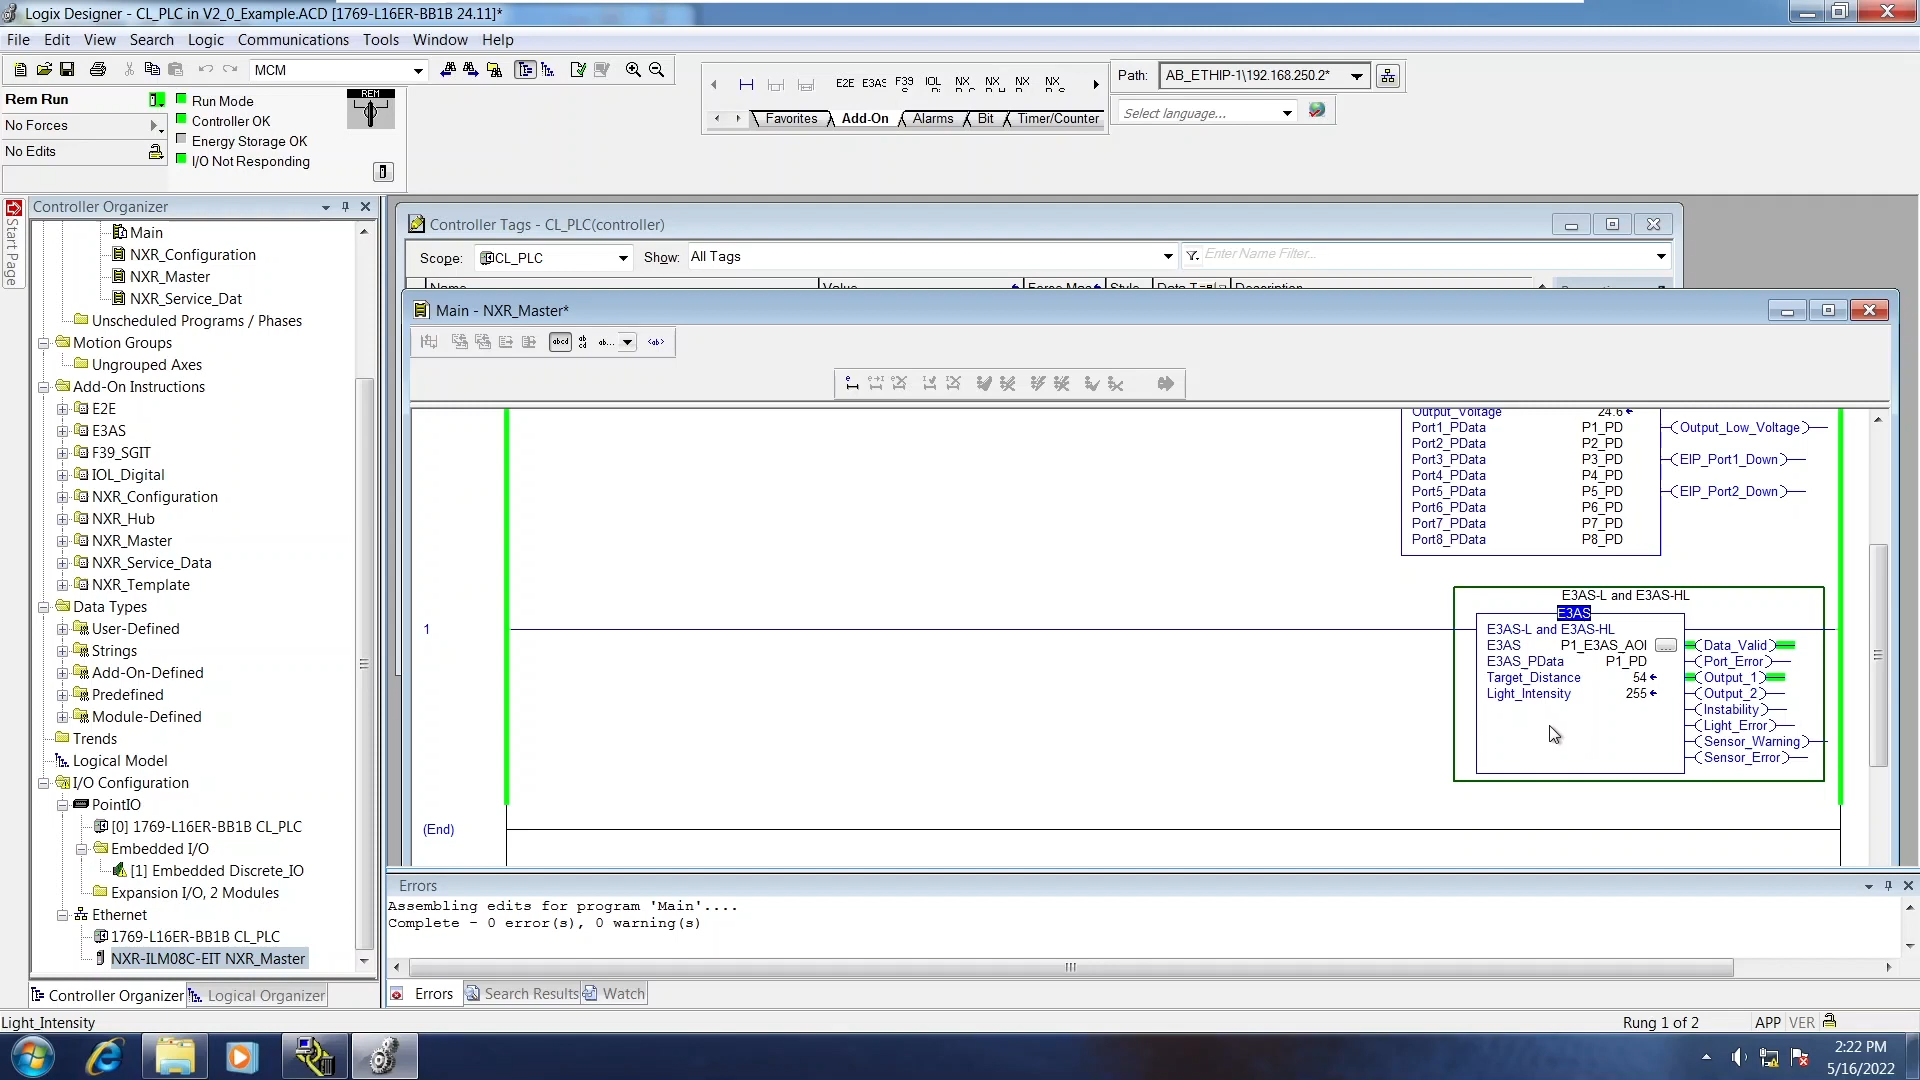 Logix Designer - CL_PLC in V2_0_Example.ACD [1769-L16ER-BB1B 24.11]*
File Edit View Search Logic Communications Tools Window Help
MCM
Path: AB_ETHIP-1\192.168.250.2*
Select language...
E2E E3AS F39
Favorites Add-On Alarms Bit Timer/Counter
Rem Run
No Forces
No Edits
Run Mode
Controller OK
Energy Storage OK
I/O Not Responding
REM
Start Page
Controller Organizer
Main
NXR_Configuration
NXR_Master
NXR_Service_Dat
Unscheduled Programs / Phases
Motion Groups
Ungrouped Axes
Add-On Instructions
E2E
E3AS
F39_SGIT
IOL_Digital
NXR_Configuration
NXR_Hub
NXR_Master
NXR_Service_Data
NXR_Template
Data Types
User-Defined
Strings
Add-On-Defined
Predefined
Module-Defined
Trends
Logical Model
I/O Configuration
PointIO
[0] 1769-L16ER-BB1B CL_PLC
Embedded I/O
[1] Embedded Discrete_IO
Expansion I/O, 2 Modules
Ethernet
1769-L16ER-BB1B CL_PLC
NXR-ILM08C-EIT NXR_Master
Controller Organizer Logical Organizer
Controller Tags - CL_PLC(controller)
Scope: CL_PLC Show: All Tags Enter Name Filter...
Main - NXR_Master*
Output_Voltage 24.6
Port1_PData P1_PD
Port2_PData P2_PD
Port3_PData P3_PD
Port4_PData P4_PD
Port5_PData P5_PD
Port6_PData P6_PD
Port7_PData P7_PD
Port8_PData P8_PD
Output_Low_Voltage
EIP_Port1_Down
EIP_Port2_Down
1
E3AS-L and E3AS-HL
E3AS
E3AS-L and E3AS-HL
E3AS P1_E3AS_AOI ...
E3AS_PData P1_PD
Target_Distance 54
Light_Intensity 255
Data_Valid
Port_Error
Output_1
Output_2
Instability
Light_Error
Sensor_Warning
Sensor_Error
(End)
Errors
Assembling edits for program 'Main'....
Complete - 0 error(s), 0 warning(s)
Errors Search Results Watch
Light_Intensity
Rung 1 of 2
APP VER
2:22 PM
5/16/2022